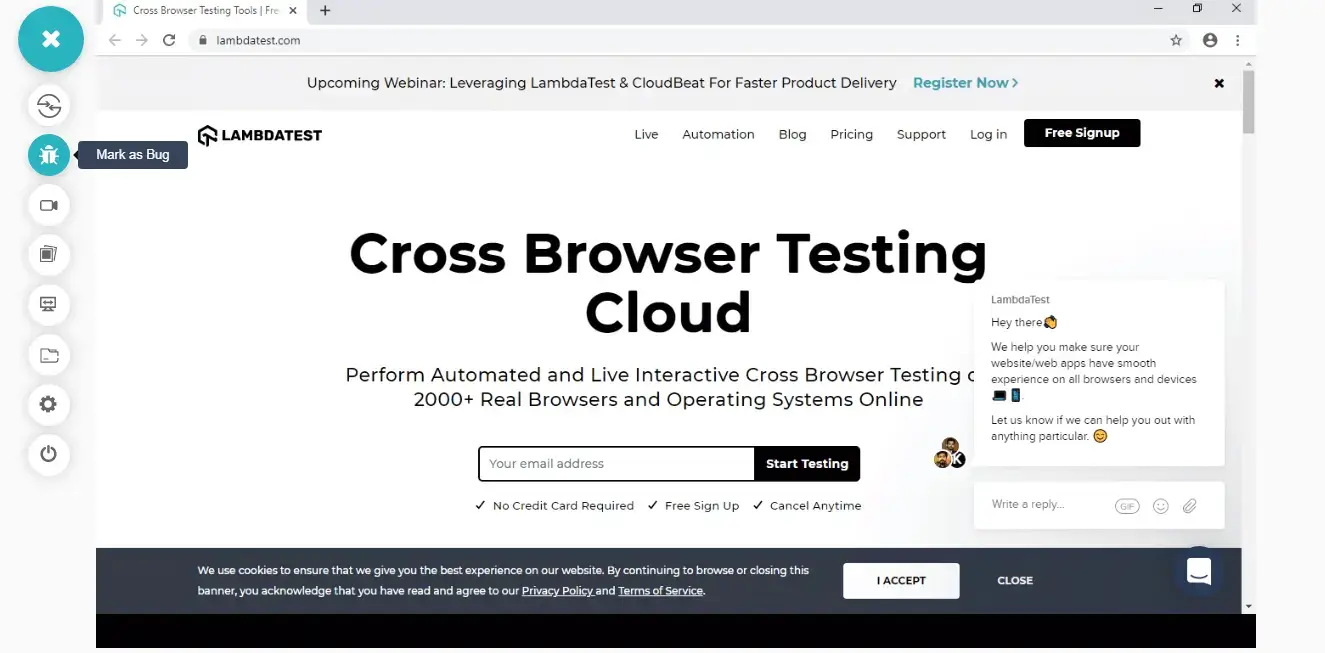 Cross Browser Testing Tools | Fre
lambdatest.com
Upcoming Webinar: Leveraging LambdaTest & CloudBeat For Faster Product Delivery Register Now >
LAMBDATEST
Live Automation Blog Pricing Support Log in Free Signup
Mark as Bug
Cross Browser Testing
Cloud
Perform Automated and Live Interactive Cross Browser Testing
2000+ Real Browsers and Operating Systems Online
Your email address Start Testing
✓ No Credit Card Required ✓ Free Sign Up ✓ Cancel Anytime
LambdaTest
Hey there👋
We help you make sure your
website/web apps have smooth
experience on all browsers and devices
💻📱.
Let us know if we can help you out with
anything particular. 😊
K
Write a reply...
GIF
We use cookies to ensure that we give you the best experience on our website. By continuing to browse or closing this
banner, you acknowledge that you have read and agree to our Privacy Policy and Terms of Service.
I ACCEPT CLOSE